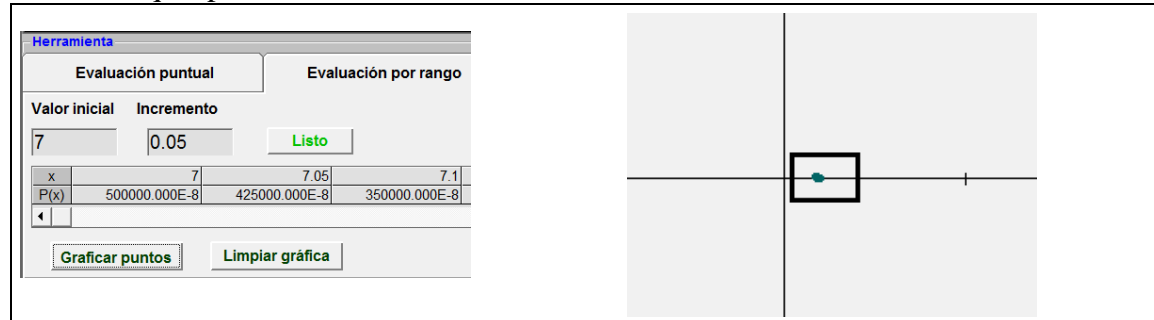 Herramienta
Evaluación puntual Evaluación por rango
Valor inicial Incremento
7 0.05 Listo
x 7 7.05 7.1
P(x) 500000.000E-8 425000.000E-8 350000.000E-8
Graficar puntos Limpiar gráfica